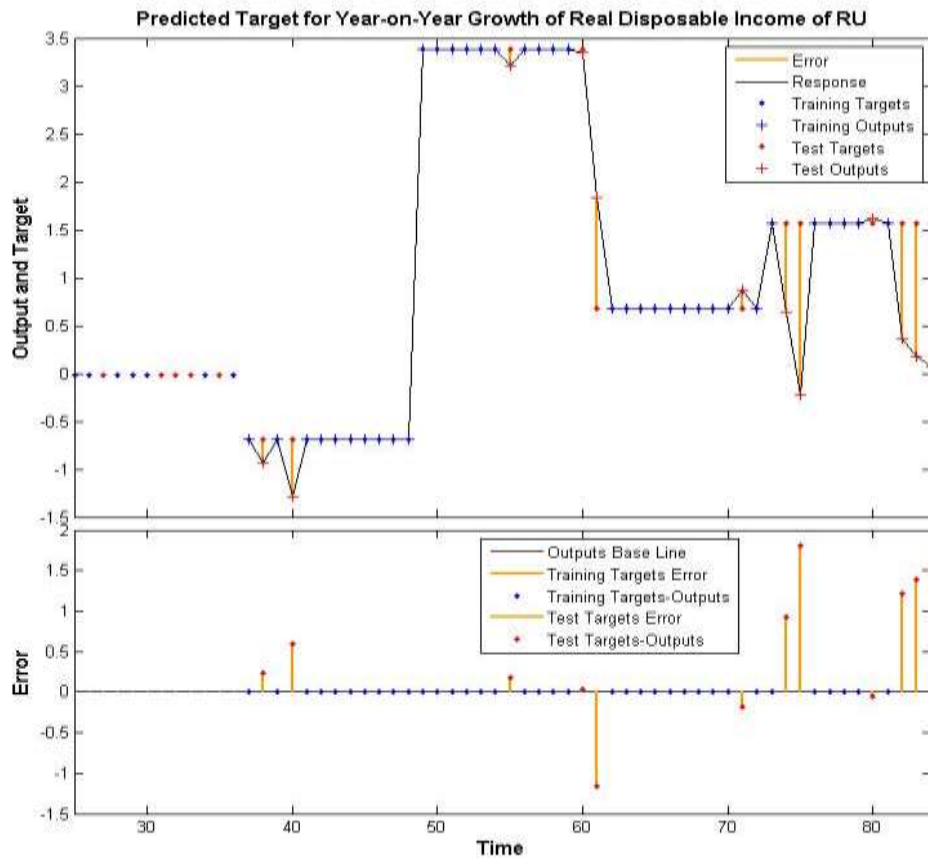 Predicted Target for Year-on-Year Growth of Real Disposable Income of RU
3.5
3
2.5
2
1.5
1
0.5
0
-0.5
-1
-1.5
Output and Target
Error
Response
Training Targets
Training Outputs
Test Targets
Test Outputs
2
1.5
1
0.5
0
-0.5
-1
-1.5
Error
Outputs Base Line
Training Targets Error
Training Targets-Outputs
Test Targets Error
Test Targets-Outputs
30 40 50 60 70 80
Time